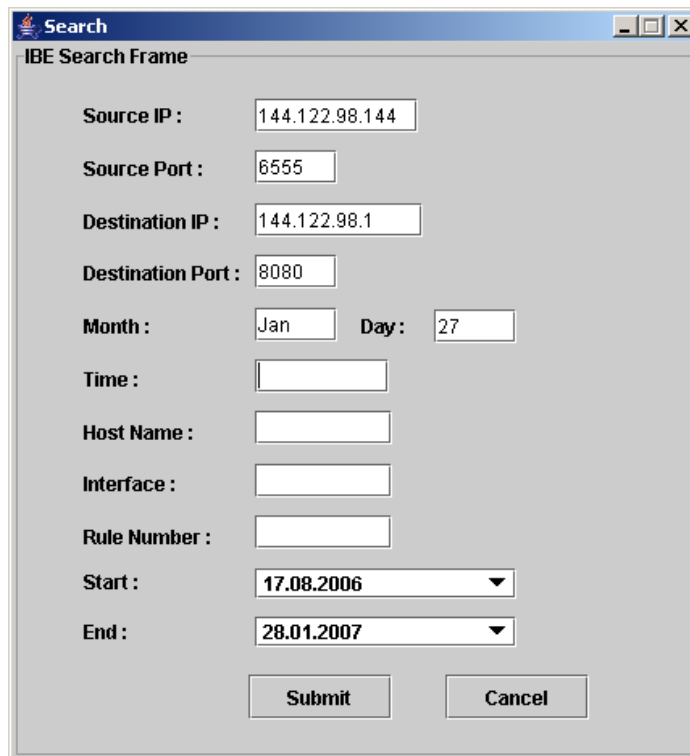 Search
IBE Search Frame
Source IP : 144.122.98.144
Source Port : 6555
Destination IP : 144.122.98.1
Destination Port : 8080
Month : Jan Day : 27
Time :
Host Name :
Interface :
Rule Number :
Start : 17.08.2006
End : 28.01.2007
Submit Cancel